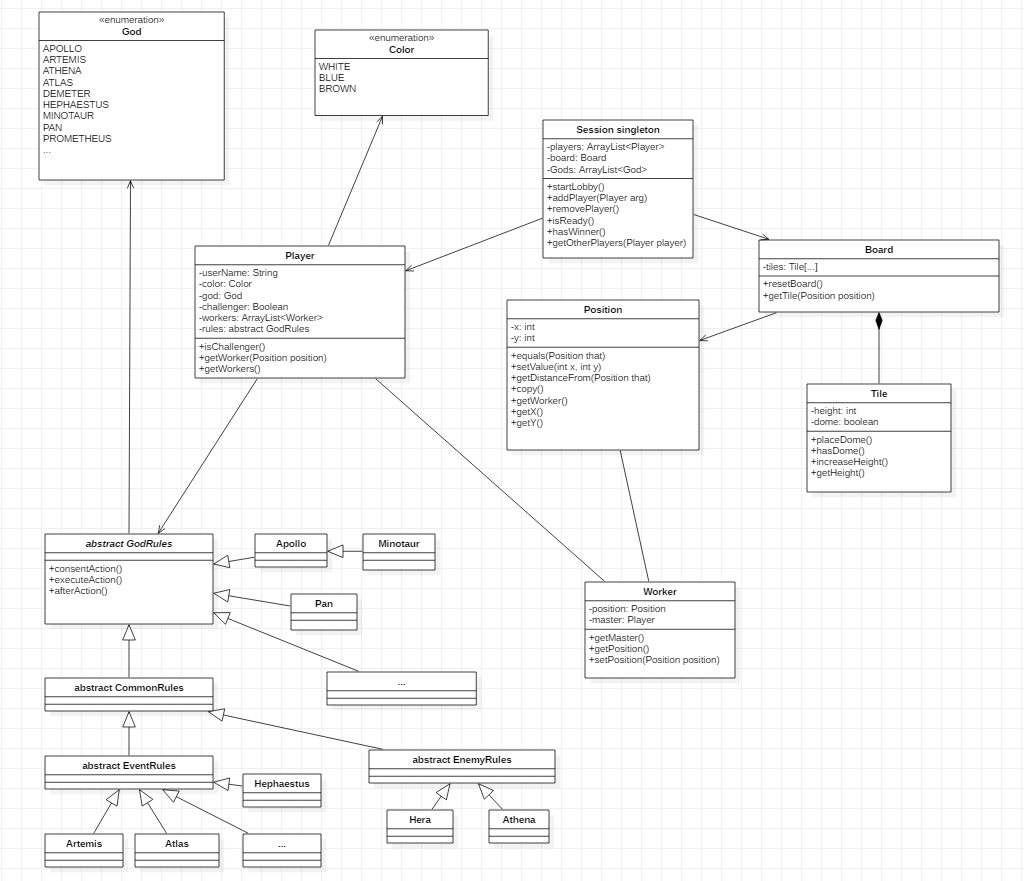 «enumeration»
God
APOLLO
ARTEMIS
ATHENA
ATLAS
DEMETER
HEPHAESTUS
MINOTAUR
PAN
PROMETHEUS
...
«enumeration»
Color
WHITE
BLUE
BROWN
Session singleton
-players: ArrayList<Player>
-board: Board
-Gods: ArrayList<God>
+startLobby()
+addPlayer(Player arg)
+removePlayer()
+isReady()
+hasWinner()
+getOtherPlayers(Player player)
Board
-tiles: Tile[...]
+resetBoard()
+getTile(Position position)
Player
-userName: String
-color: Color
-god: God
-challenger: Boolean
-workers: ArrayList<Worker>
-rules: abstract GodRules
+isChallenger()
+getWorker(Position position)
+getWorkers()
Position
-x: int
-y: int
+equals(Position that)
+setValue(int x, int y)
+getDistanceFrom(Position that)
+copy()
+getWorker()
+getX()
+getY()
Tile
-height: int
-dome: boolean
+placeDome()
+hasDome()
+increaseHeight()
+getHeight()
abstract GodRules
+consentAction()
+executeAction()
+afterAction()
Apollo
Minotaur
Pan
...
Worker
-position: Position
-master: Player
+getMaster()
+getPosition()
+setPosition(Position position)
abstract CommonRules
abstract EventRules
Hephaestus
abstract EnemyRules
Hera
Athena
Artemis
Atlas
...